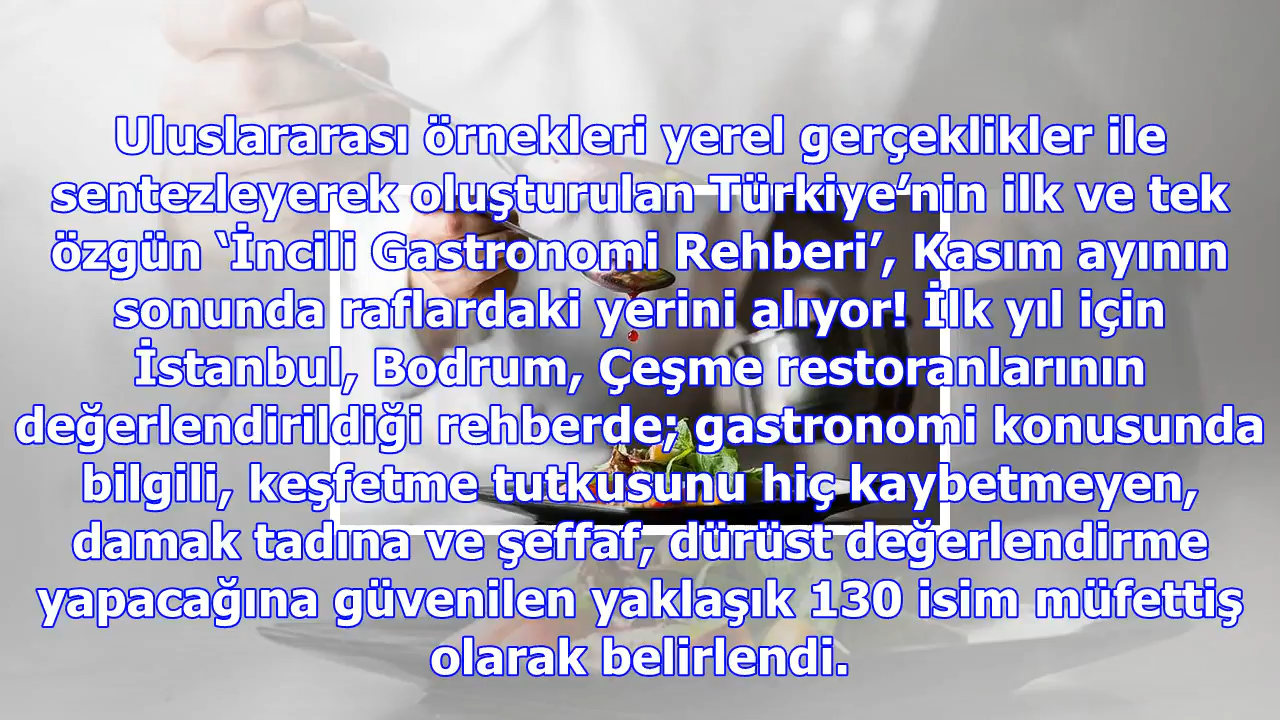 Uluslararası örnekleri yerel gerçeklikler ile
sentezleyerek oluşturulan Türkiye’nin ilk ve tek
özgün ‘İncili Gastronomi Rehberi’, Kasım ayının
sonunda raflardaki yerini alıyor! İlk yıl için
İstanbul, Bodrum, Çeşme restoranlarının
değerlendirildiği rehberde; gastronomi konusunda
bilgili, keşfetme tutkusunu hiç kaybetmeyen,
damak tadına ve şeffaf, dürüst değerlendirme
yapacağına güvenilen yaklaşık 130 isim müfettiş
olarak belirlendi.